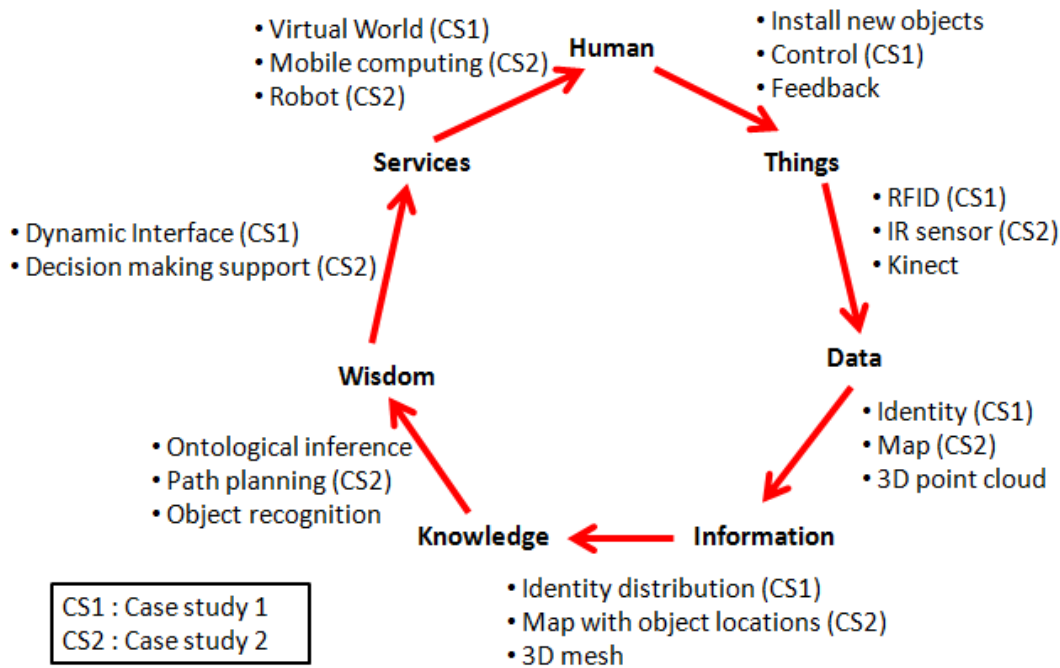 • Virtual World (CS1)
• Mobile computing (CS2)
• Robot (CS2)
Human
• Install new objects
• Control (CS1)
• Feedback
Services
Things
• RFID (CS1)
• IR sensor (CS2)
• Kinect
• Dynamic Interface (CS1)
• Decision making support (CS2)
Data
Wisdom
• Identity (CS1)
• Map (CS2)
• 3D point cloud
• Ontological inference
• Path planning (CS2)
• Object recognition
Knowledge
Information
• Identity distribution (CS1)
• Map with object locations (CS2)
• 3D mesh
CS1 : Case study 1
CS2 : Case study 2